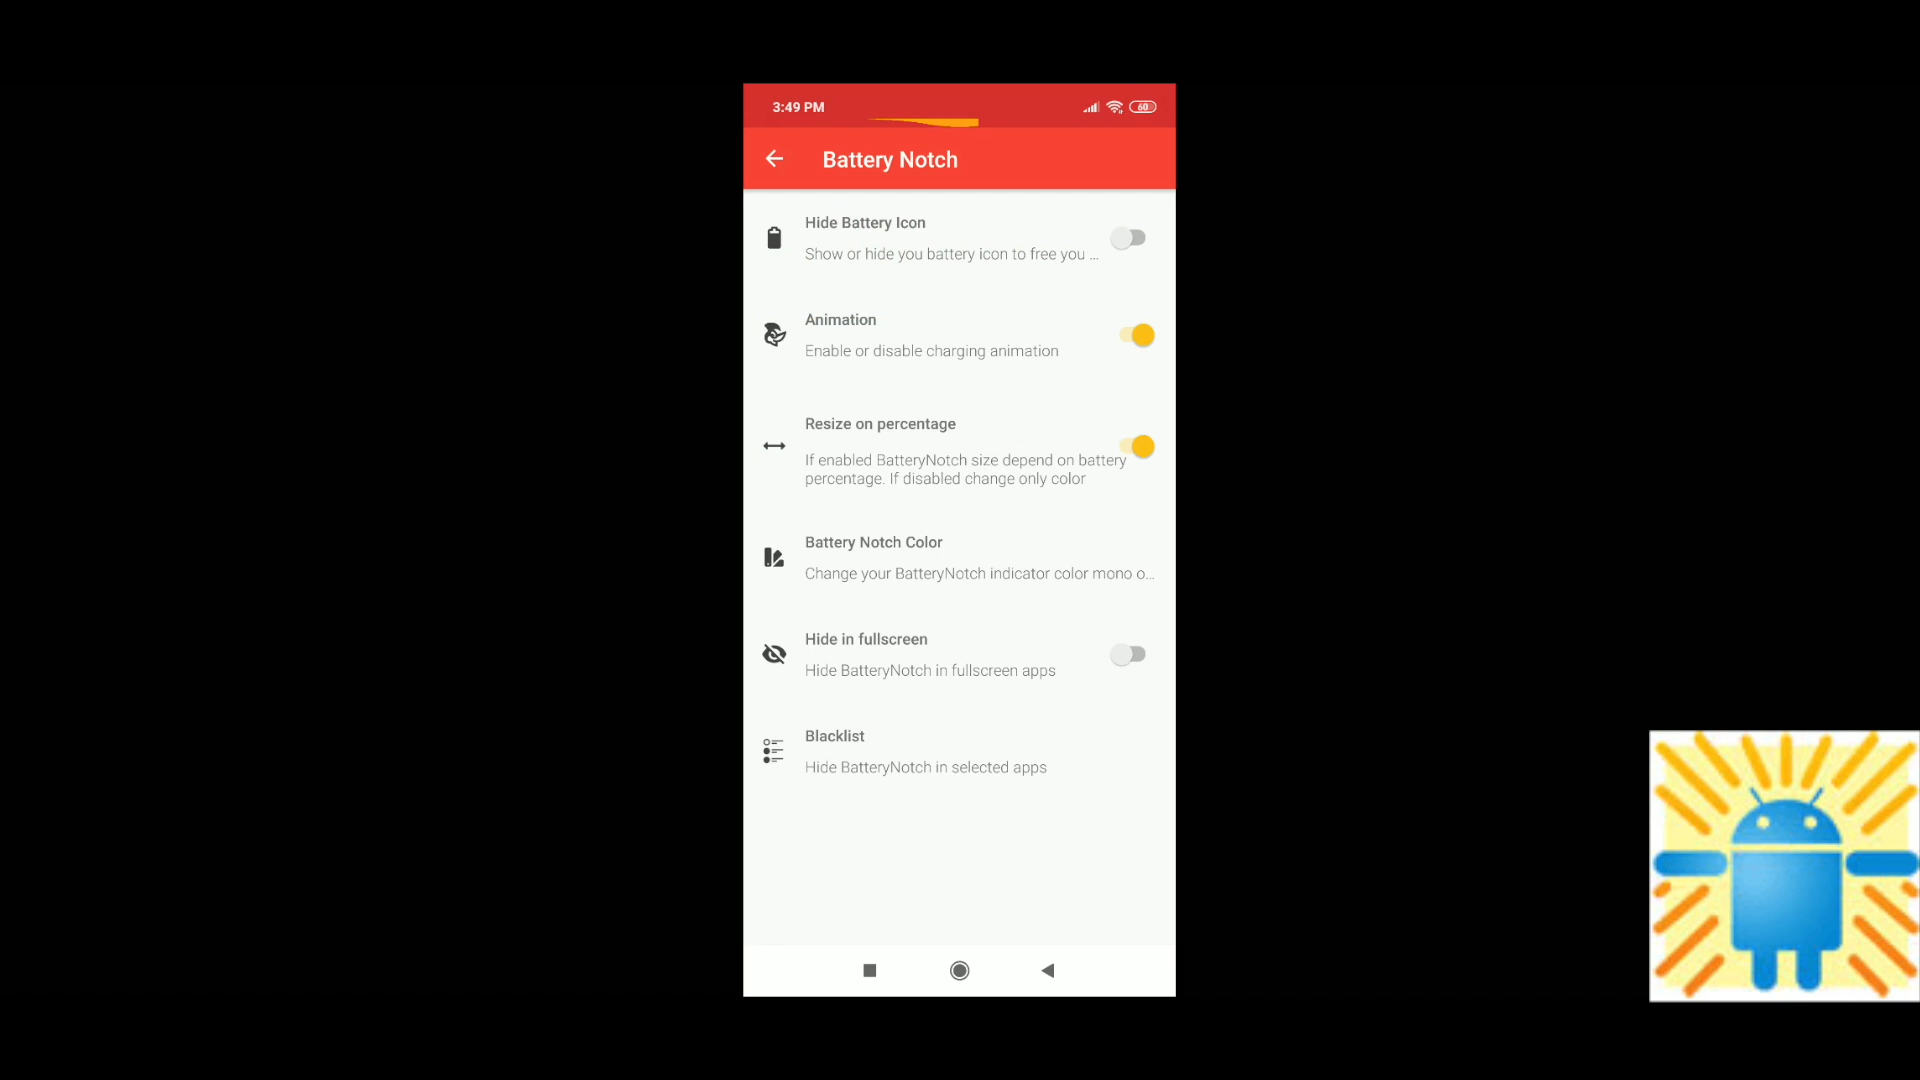 3:49 PM
60
Battery Notch
Hide Battery Icon
Show or hide you battery icon to free you ...
Animation
Enable or disable charging animation
Resize on percentage
If enabled BatteryNotch size depend on battery
percentage. If disabled change only color
Battery Notch Color
Change your BatteryNotch indicator color mono o...
Hide in fullscreen
Hide BatteryNotch in fullscreen apps
Blacklist
Hide BatteryNotch in selected apps